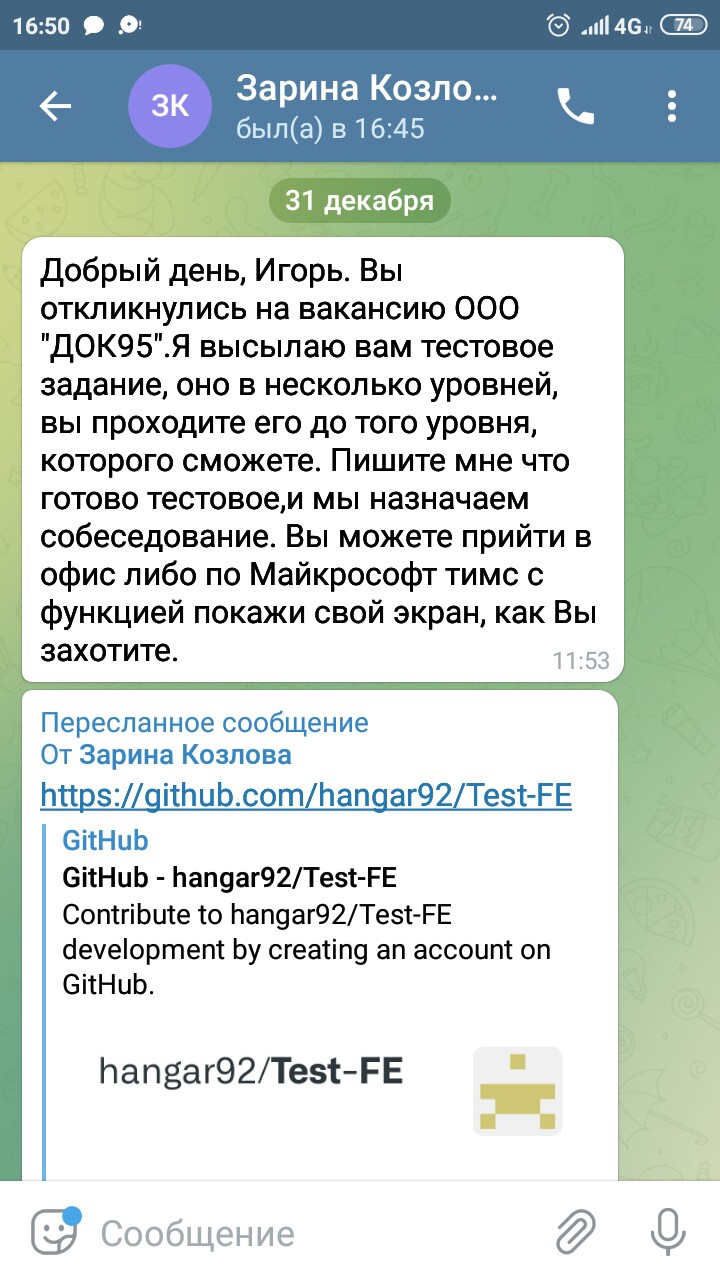 16:50
4G
74
ЗК
Зарина Козло...
был(а) в 16:45
31 декабря
Добрый день, Игорь. Вы
откликнулись на вакансию ООО
"ДОК95".Я высылаю вам тестовое
задание, оно в несколько уровней,
вы проходите его до того уровня,
которого сможете. Пишите мне что
готово тестовое,и мы назначаем
собеседование. Вы можете прийти в
офис либо по Майкрософт тимс с
функцией покажи свой экран, как Вы
захотите.
11:53
Пересланное сообщение
От Зарина Козлова
https://github.com/hangar92/Test-FE
GitHub
GitHub - hangar92/Test-FE
Contribute to hangar92/Test-FE
development by creating an account on
GitHub.
hangar92/Test-FE
Сообщение